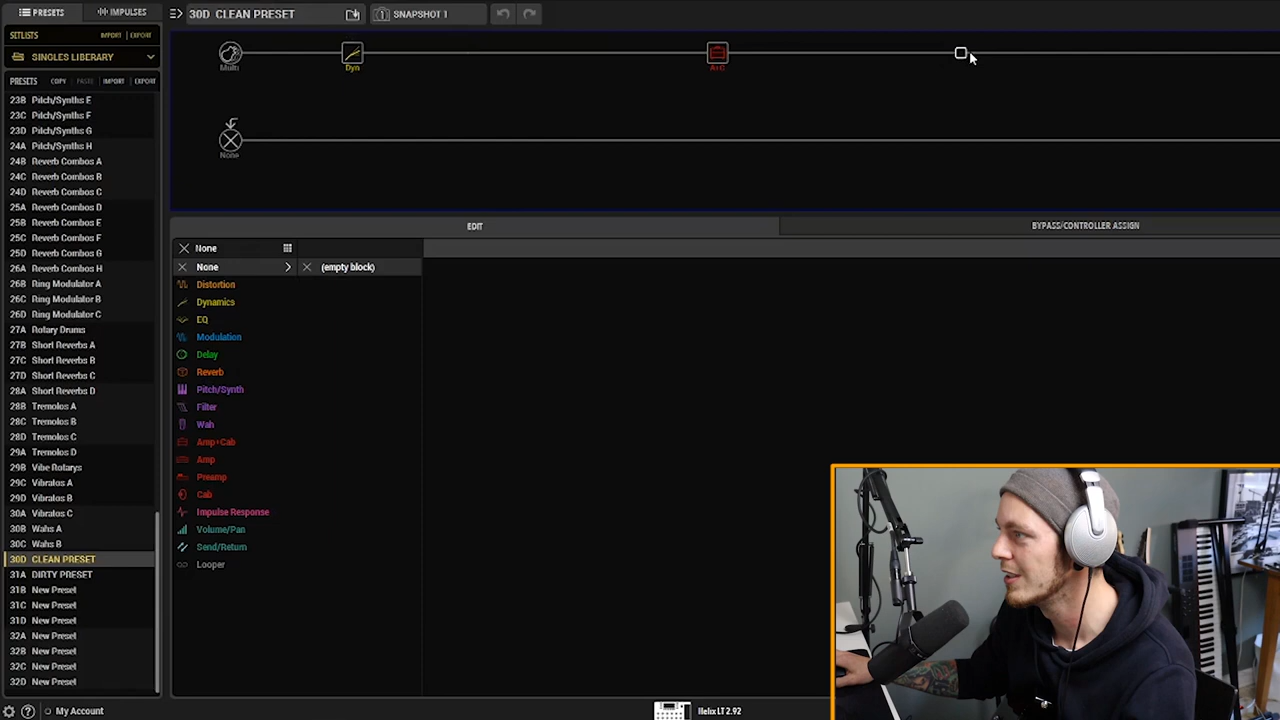 PRESETS
IMPULSES
30D CLEAN PRESET
SNAPSHOT 1
SETLISTS
IMPORT
EXPORT
SINGLES LIBERARY
PRESETS
COPY
PASTE
IMPORT
EXPORT
23B Pitch/Synths E
23C Pitch/Synths F
23D Pitch/Synths G
24A Pitch/Synths H
24B Reverb Combos A
24C Reverb Combos B
24D Reverb Combos C
25A Reverb Combos D
25B Reverb Combos E
25C Reverb Combos F
25D Reverb Combos G
26A Reverb Combos H
26B Ring Modulator A
26C Ring Modulator B
26D Ring Modulator C
27A Rotary Drums
27B Short Reverbs A
27C Short Reverbs B
27D Short Reverbs C
28A Short Reverbs D
28B Tremolos A
28C Tremolos B
28D Tremolos C
29A Tremolos D
29B Vibe Rotarys
29C Vibratos A
29D Vibratos B
30A Vibratos C
30B Wahs A
30C Wahs B
30D CLEAN PRESET
31A DIRTY PRESET
31B New Preset
31C New Preset
31D New Preset
32A New Preset
32B New Preset
32C New Preset
32D New Preset
My Account
Multi
Dyn
A+C
None
EDIT
BYPASS/CONTROLLER ASSIGN
None
None
(empty block)
Distortion
Dynamics
EQ
Modulation
Delay
Reverb
Pitch/Synth
Filter
Wah
Amp+Cab
Amp
Preamp
Cab
Impulse Response
Volume/Pan
Send/Return
Looper
Helix LT 2.92